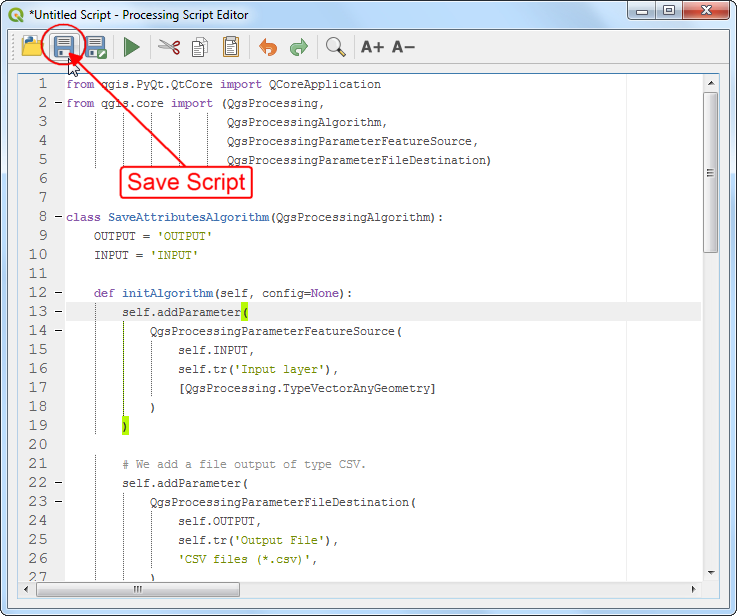 *Untitled Script - Processing Script Editor
A+ A-
1 from qgis.PyQt.QtCore import QCoreApplication
2 from qgis.core import (QgsProcessing,
3 QgsProcessingAlgorithm,
4 QgsProcessingParameterFeatureSource,
5 QgsProcessingParameterFileDestination)
Save Script
6
7
8 class SaveAttributesAlgorithm(QgsProcessingAlgorithm):
9 OUTPUT = 'OUTPUT'
10 INPUT = 'INPUT'
11
12 def initAlgorithm(self, config=None):
13 self.addParameter(
14 QgsProcessingParameterFeatureSource(
15 self.INPUT,
16 self.tr('Input layer'),
17 [QgsProcessing.TypeVectorAnyGeometry]
18 )
19 )
20
21 # We add a file output of type CSV.
22 self.addParameter(
23 QgsProcessingParameterFileDestination(
24 self.OUTPUT,
25 self.tr('Output File'),
26 'CSV files (*.csv)',
27 )